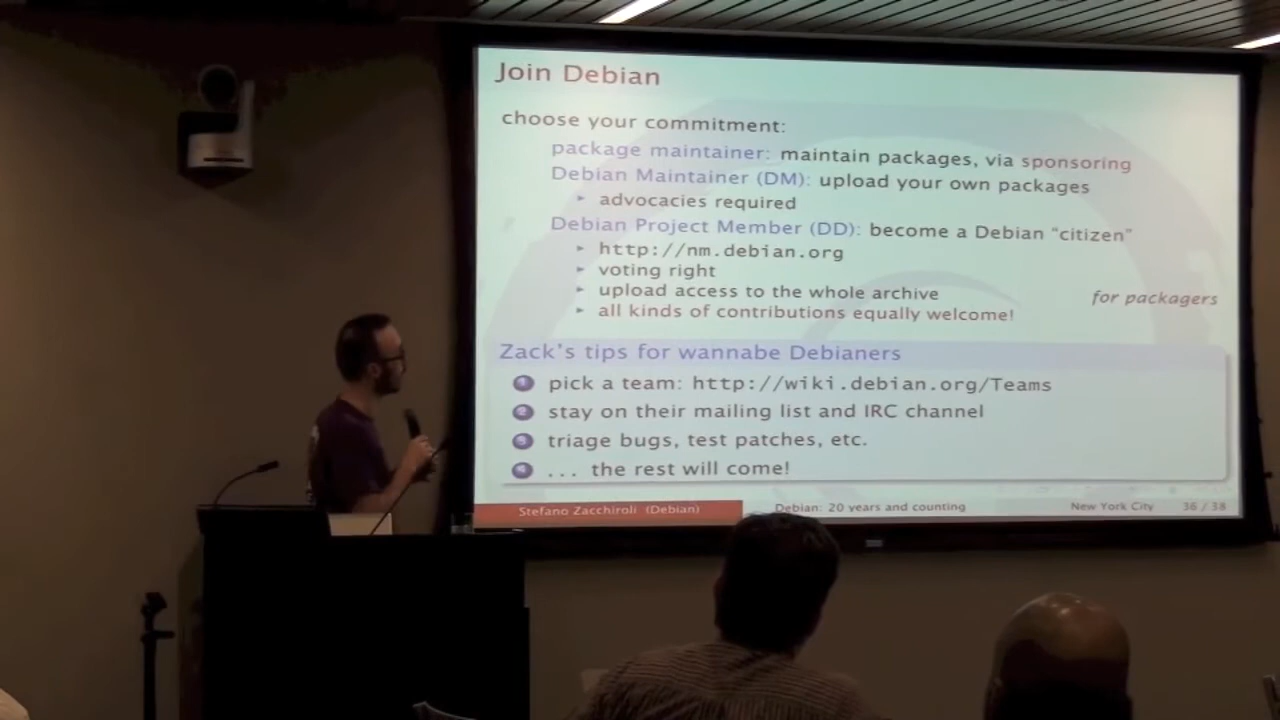 Join Debian
choose your commitment:
package maintainer: maintain packages, via sponsoring
Debian Maintainer (DM): upload your own packages
advocacies required
Debian Project Member (DD): become a Debian “citizen”
http://nm.debian.org
voting right
upload access to the whole archive for packagers
all kinds of contributions equally welcome!
Zack's tips for wannabe Debianers
1 pick a team: http://wiki.debian.org/Teams
2 stay on their mailing list and IRC channel
3 triage bugs, test patches, etc.
4 ... the rest will come!
Stefano Zacchiroli (Debian) Debian: 20 years and counting New York City 36 / 38